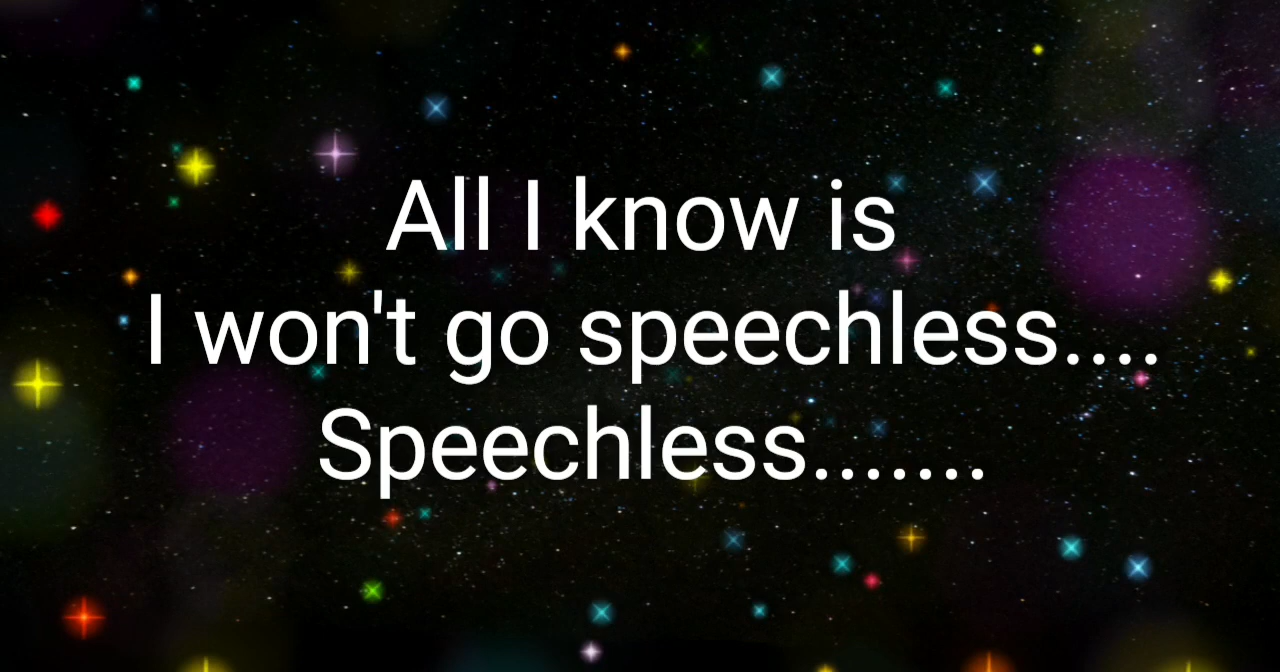 All I know is
I won't go speechless....
Speechless.......